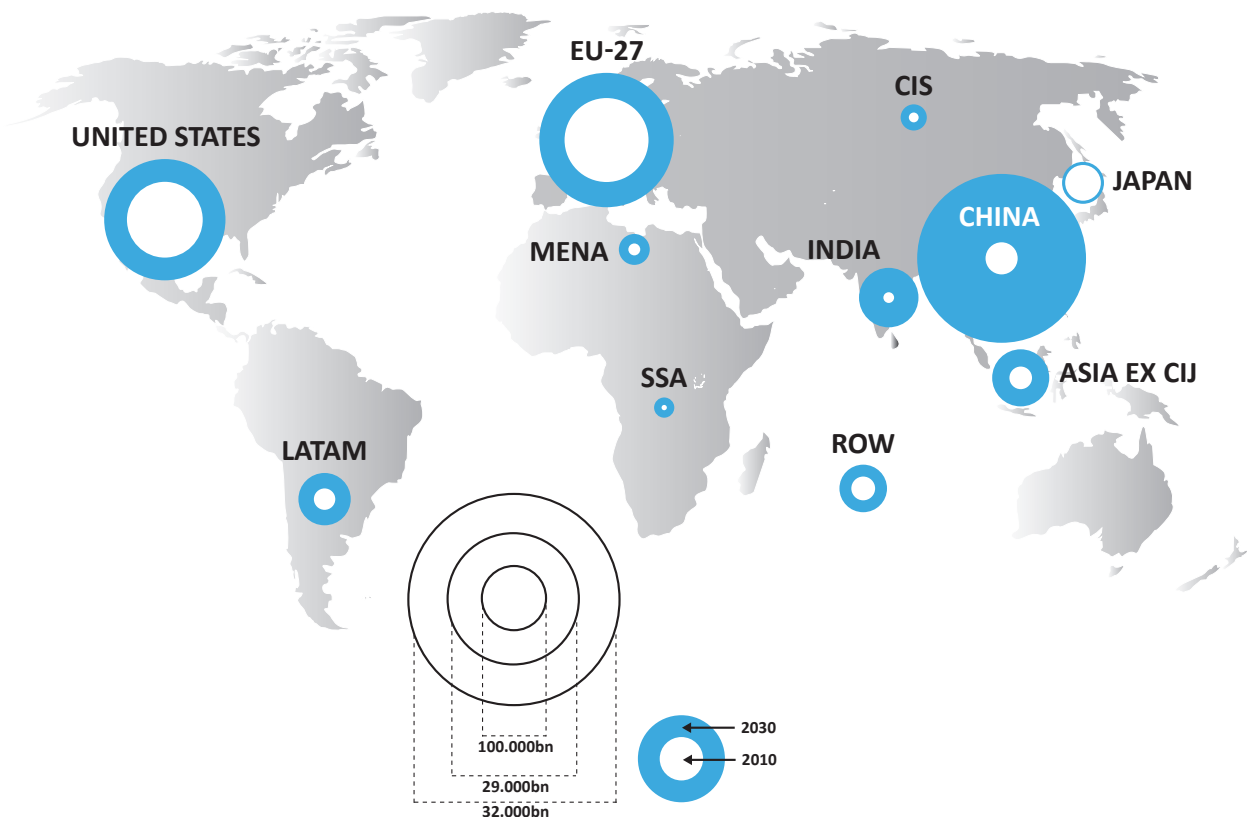 EU-27
CIS
UNITED STATES
JAPAN
CHINA
MENA
INDIA
SSA
ASIA EX CIJ
LATAM
ROW
2030
100.000bn
2010
29.000bn
32.000bn